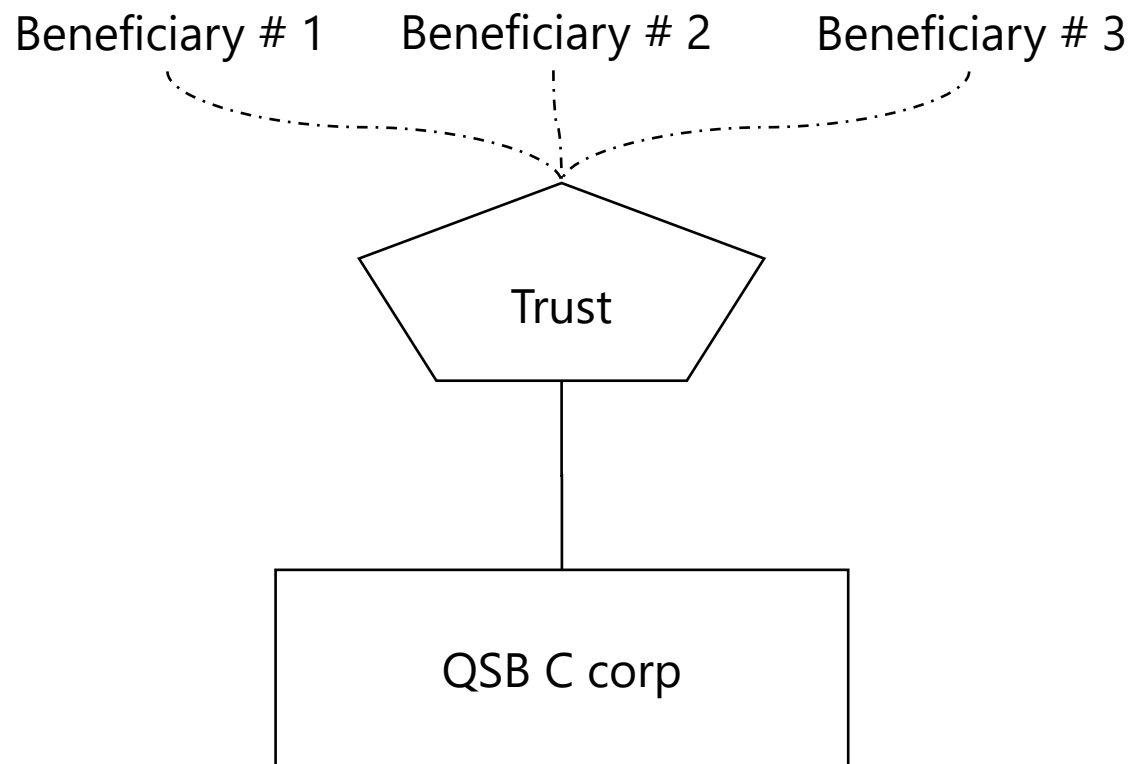 Beneficiary # 1
Beneficiary # 2
Beneficiary # 3
Trust
QSB C corp